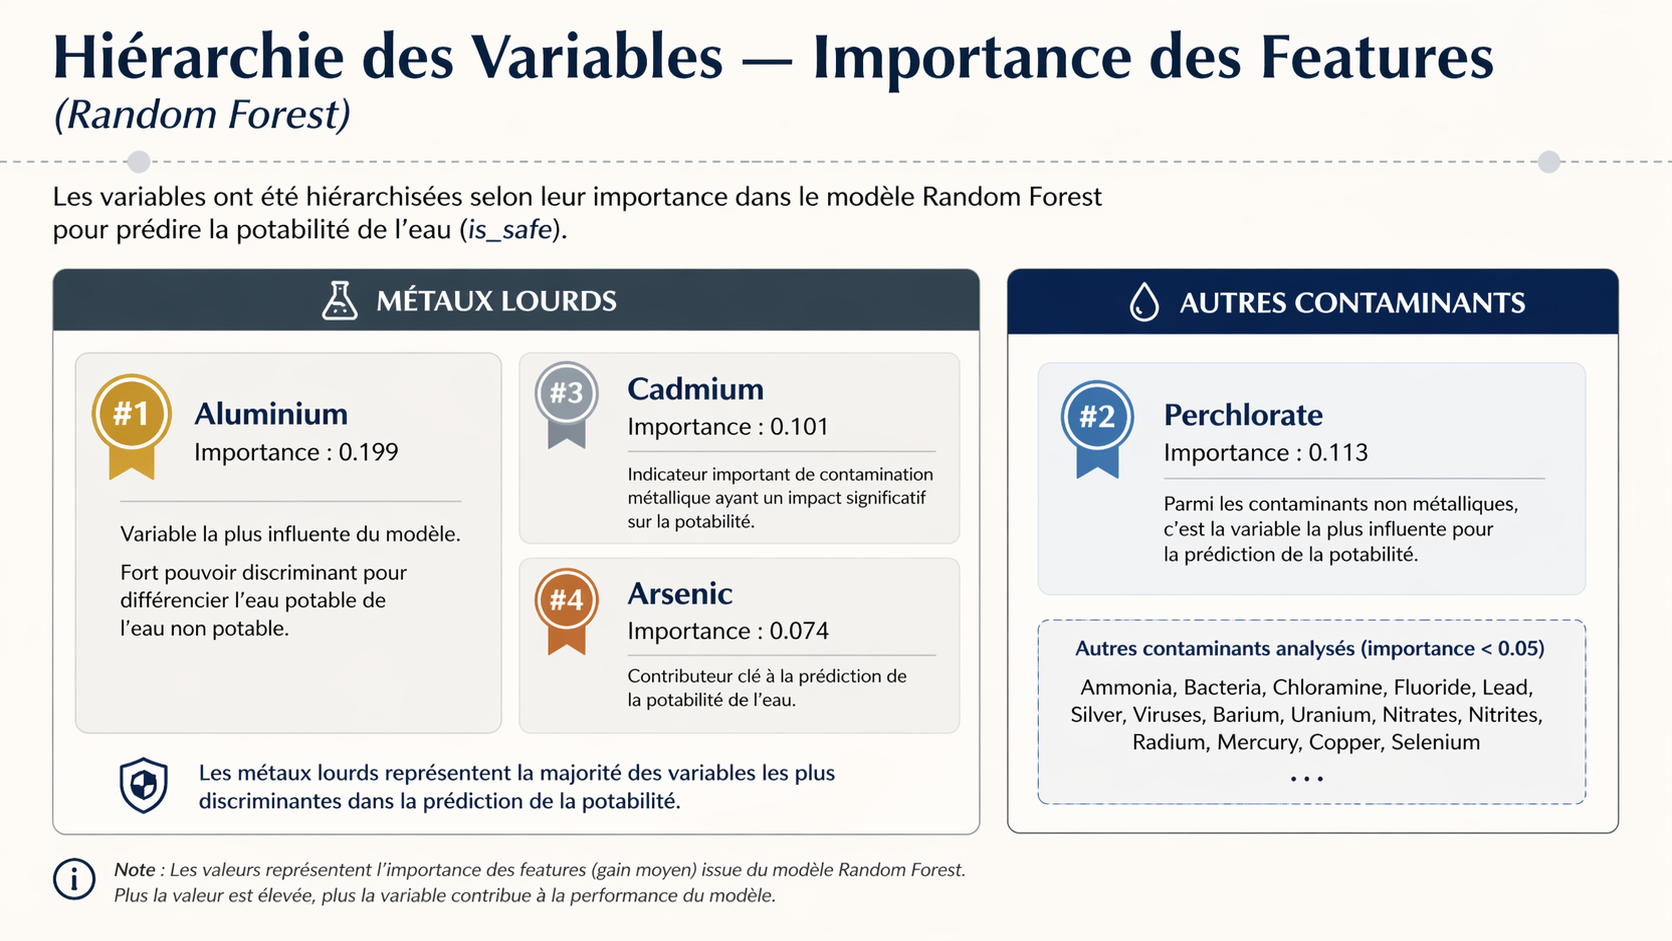 Hiérarchie des Variables — Importance des Features
(Random Forest)
Les variables ont été hiérarchisées selon leur importance dans le modèle Random Forest
pour prédire la potabilité de l’eau (is_safe).
MÉTAUX LOURDS
#1
Aluminium
Importance : 0.199
Variable la plus influente du modèle.
Fort pouvoir discriminant pour
différencier l’eau potable de
l’eau non potable.
#3
Cadmium
Importance : 0.101
Indicateur important de contamination
métallique ayant un impact significatif
sur la potabilité.
#4
Arsenic
Importance : 0.074
Contributeur clé à la prédiction de
la potabilité de l’eau.
Les métaux lourds représentent la majorité des variables les plus
discriminantes dans la prédiction de la potabilité.
AUTRES CONTAMINANTS
#2
Perchlorate
Importance : 0.113
Parmi les contaminants non métalliques,
c’est la variable la plus influente pour
la prédiction de la potabilité.
Autres contaminants analysés (importance < 0.05)
Ammonia, Bacteria, Chloramine, Fluoride, Lead,
Silver, Viruses, Barium, Uranium, Nitrates, Nitrites,
Radium, Mercury, Copper, Selenium
...
Note : Les valeurs représentent l’importance des features (gain moyen) issue du modèle Random Forest.
Plus la valeur est élevée, plus la variable contribue à la performance du modèle.